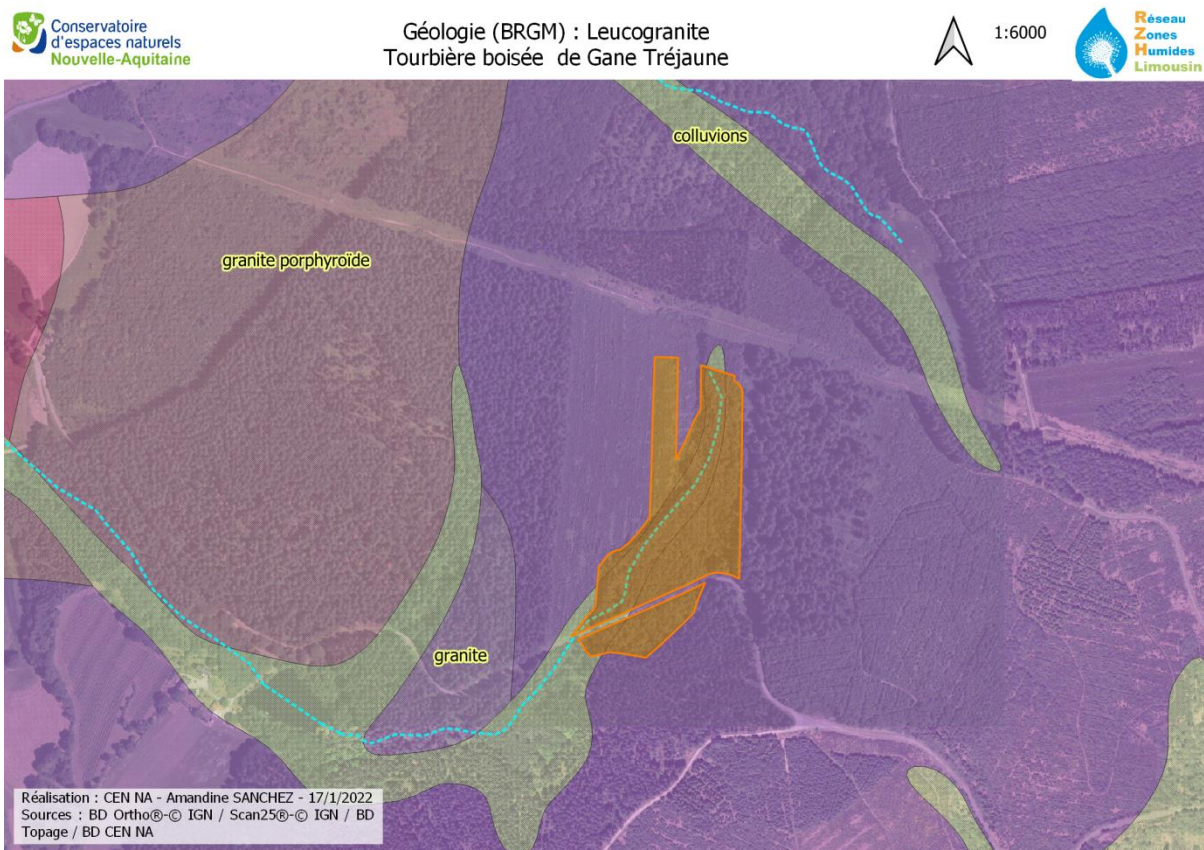 Conservatoire
d'espaces naturels
Nouvelle-Aquitaine
Géologie (BRGM) : Leucogranite
Tourbière boisée de Gane Tréjaune
1:6000
Réseau
Zones
Humides
Limousin
colluvions
granite porphyroïde
granite
Réalisation : CEN NA - Amandine SANCHEZ - 17/1/2022
Sources : BD Ortho®-© IGN / Scan25®-© IGN / BD
Topage / BD CEN NA